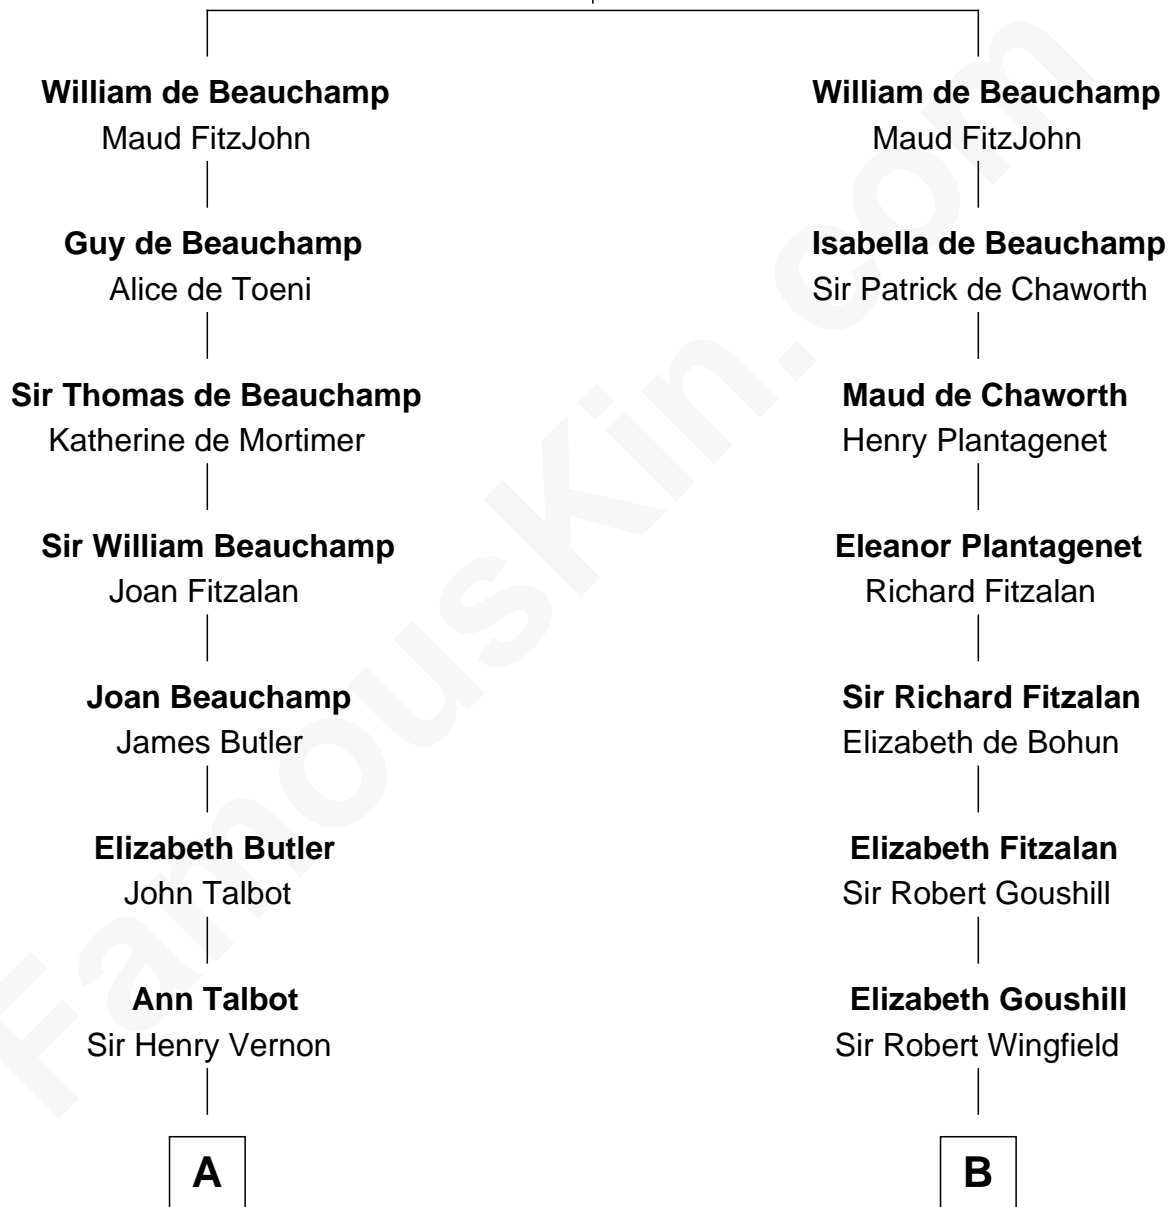 William de Beauchamp
Maud FitzJohn
Guy de Beauchamp
Alice de Toeni
Sir Thomas de Beauchamp
Katherine de Mortimer
Sir William Beauchamp
Joan Fitzalan
Joan Beauchamp
James Butler
Elizabeth Butler
John Talbot
Ann Talbot
Sir Henry Vernon
A
William de Beauchamp
Maud FitzJohn
Isabella de Beauchamp
Sir Patrick de Chaworth
Maud de Chaworth
Henry Plantagenet
Eleanor Plantagenet
Richard Fitzalan
Sir Richard Fitzalan
Elizabeth de Bohun
Elizabeth Fitzalan
Sir Robert Goushill
Elizabeth Goushill
Sir Robert Wingfield
B
FamousKin.com